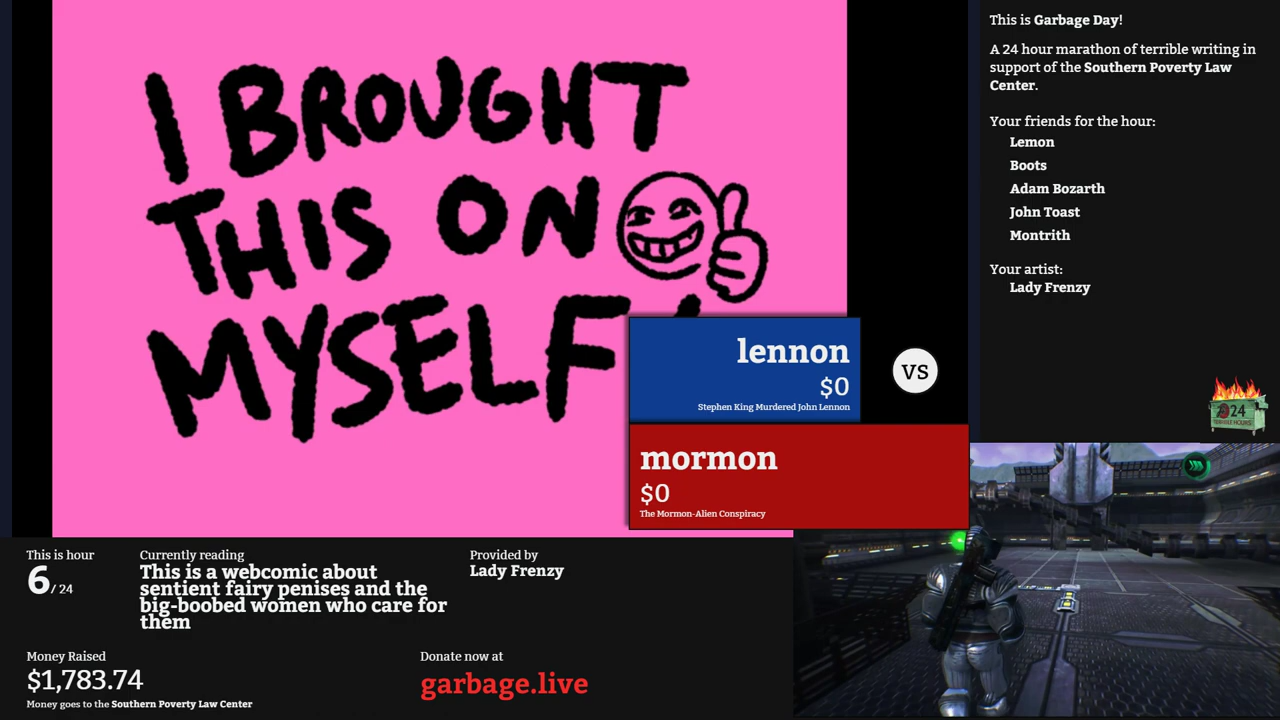 I BROUGHT
THIS ON
MYSELF!
lennon
$0
Stephen King Murdered John Lennon
VS
mormon
$0
The Mormon-Alien Conspiracy
This is Garbage Day!
A 24 hour marathon of terrible writing in
support of the Southern Poverty Law
Center.
Your friends for the hour:
Lemon
Boots
Adam Bozarth
John Toast
Montrith
Your artist:
Lady Frenzy
This is hour
6/ 24
Currently reading
This is a webcomic about
sentient fairy penises and the
big-boobed women who care for
them
Provided by
Lady Frenzy
Money Raised
$1,783.74
Money goes to the Southern Poverty Law Center
Donate now at
garbage.live